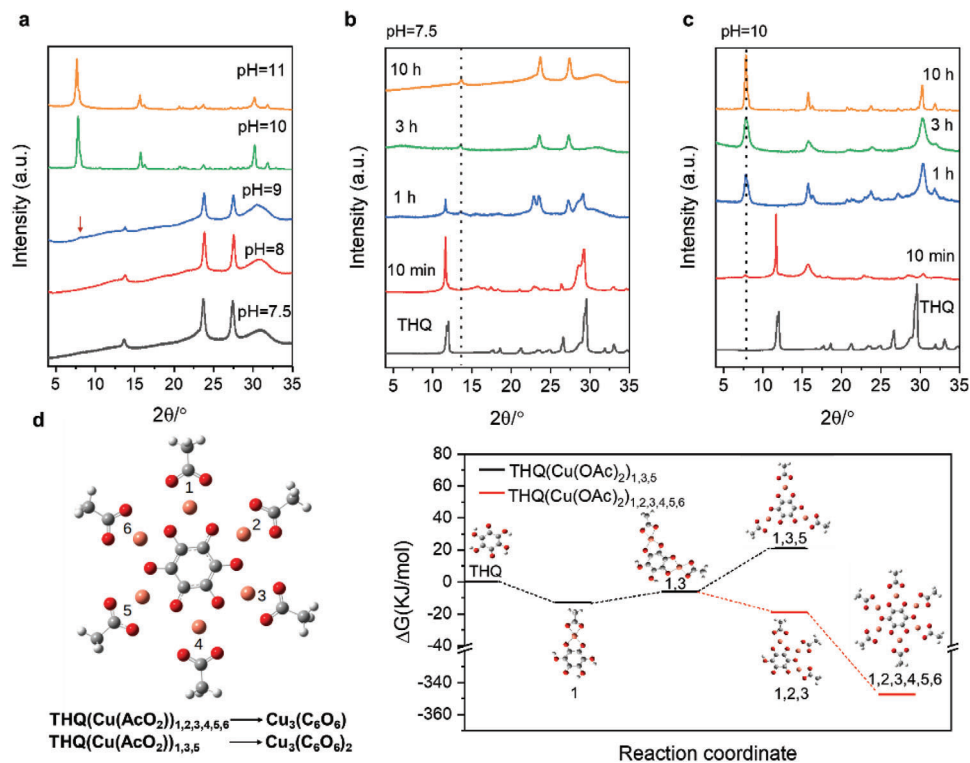 a
pH=11
pH=10
pH=9
pH=8
pH=7.5
Intensity (a.u.)
5 10 15 20 25 30 35
2θ/°
b
pH=7.5
10 h
3 h
1 h
10 min
THQ
Intensity (a.u.)
5 10 15 20 25 30 35
2θ/°
c
pH=10
10 h
3 h
1 h
10 min
THQ
Intensity (a.u.)
5 10 15 20 25 30 35
2θ/°
d
1
2
3
4
5
6
THQ(Cu(AcO₂))₁,₂,₃,₄,₅,₆ → Cu₃(C₆O₆)
THQ(Cu(AcO₂))₁,₃,₅ → Cu₃(C₆O₆)₂
THQ(Cu(OAc)₂)₁,₃,₅
THQ(Cu(OAc)₂)₁,₂,₃,₄,₅,₆
80
60
40
20
0
-20
-40
-340
-360
ΔG(KJ/mol)
THQ
1
1,3
1,3,5
1,2,3
1,2,3,4,5,6
Reaction coordinate